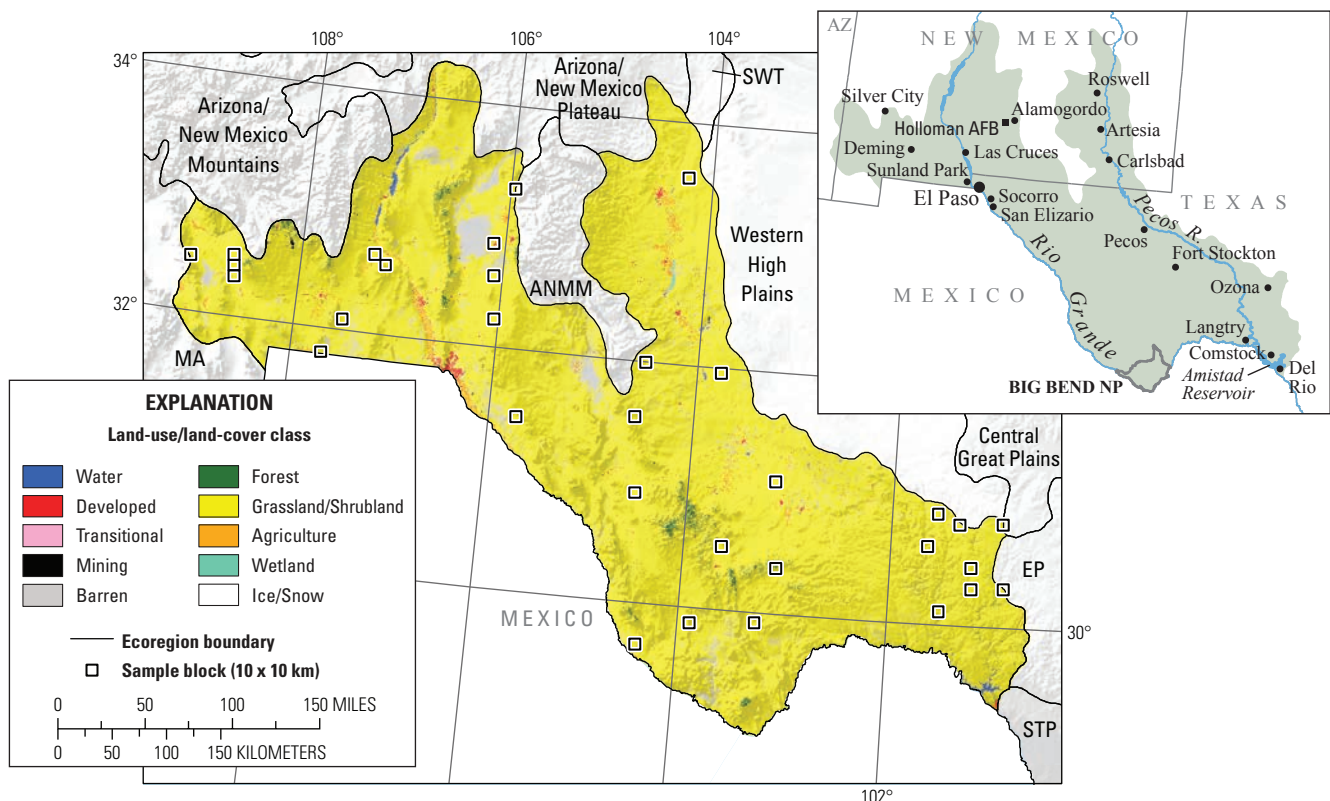 108°
106°
104°
34°
Arizona/
New Mexico
Plateau
SWT
Arizona/
New Mexico
Mountains
32°
ANMM
Western
High
Plains
MA
Central
Great Plains
EP
MEXICO
30°
STP
102°
EXPLANATION
Land-use/land-cover class
Water
Developed
Transitional
Mining
Barren
Forest
Grassland/Shrubland
Agriculture
Wetland
Ice/Snow
Ecoregion boundary
Sample block (10 x 10 km)
0 50 100 150 MILES
0 50 100 150 KILOMETERS
AZ
NEW MEXICO
Roswell
Silver City
Alamogordo
Holloman AFB
Artesia
Deming
Las Cruces
Carlsbad
Sunland Park
El Paso
Socorro
San Elizario
TEXAS
Pecos R.
Pecos
Rio Grande
Fort Stockton
MEXICO
Ozona
Langtry
Comstock
BIG BEND NP
Amistad
Reservoir
Del
Rio